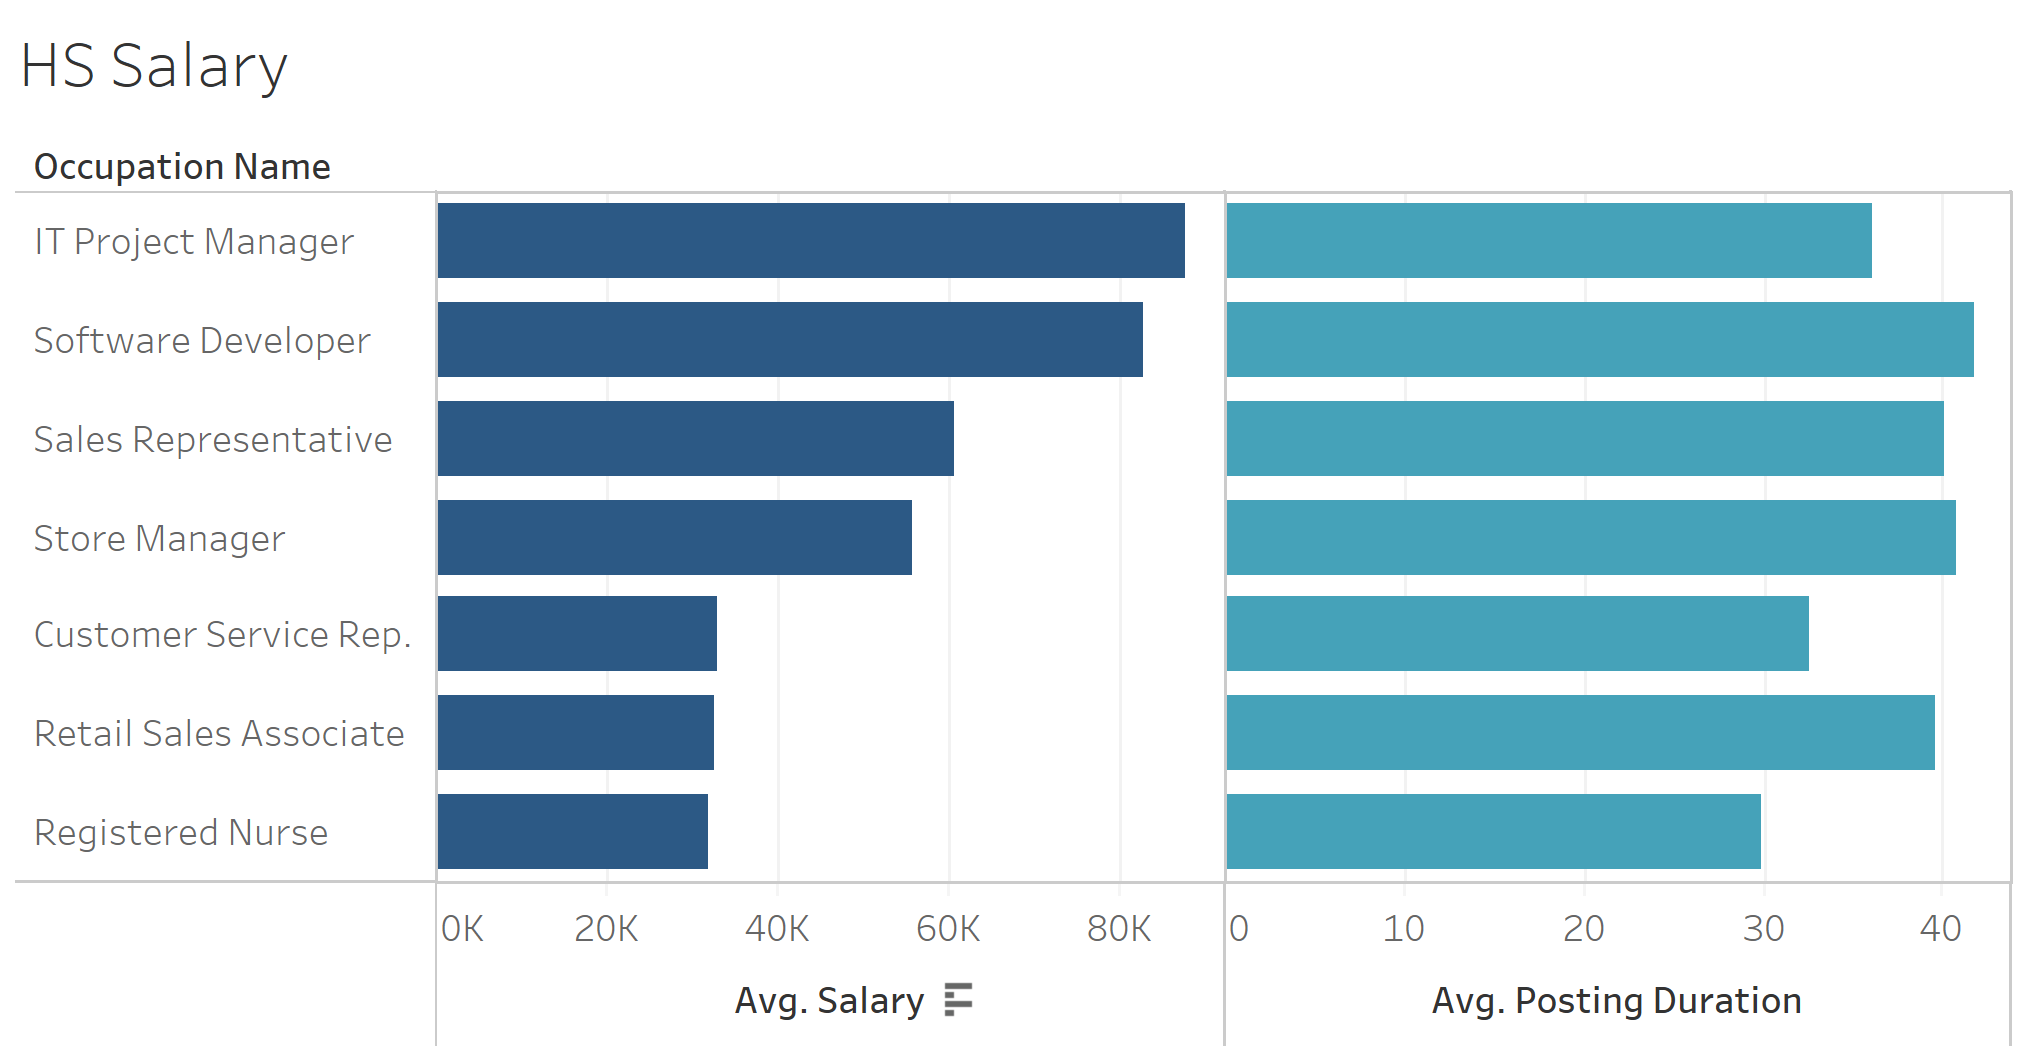 HS Salary
Occupation Name
IT Project Manager
Software Developer
Sales Representative
Store Manager
Customer Service Rep.
Retail Sales Associate
Registered Nurse
0K 20K 40K 60K 80K 0 10 20 30 40
Avg. Salary Avg. Posting Duration